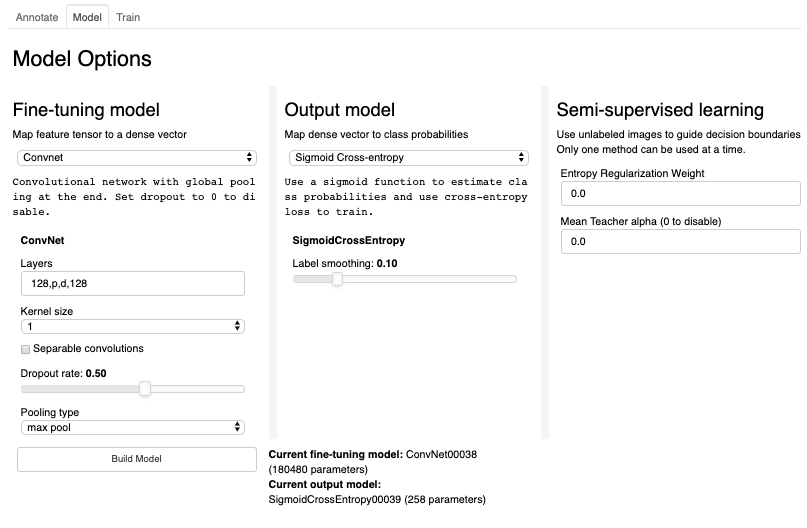 Annotate Model Train
Model Options
Fine-tuning model
Map feature tensor to a dense vector
Convnet
Convolutional network with global pool
ing at the end. Set dropout to 0 to di
sable.
ConvNet
Layers
128,p,d,128
Kernel size
1
Separable convolutions
Dropout rate: 0.50
Pooling type
max pool
Build Model
Output model
Map dense vector to class probabilities
Sigmoid Cross-entropy
Use a sigmoid function to estimate cla
ss probabilities and use cross-entropy
loss to train.
SigmoidCrossEntropy
Label smoothing: 0.10
Semi-supervised learning
Use unlabeled images to guide decision boundaries
Only one method can be used at a time.
Entropy Regularization Weight
0.0
Mean Teacher alpha (0 to disable)
0.0
Current fine-tuning model: ConvNet00038
(180480 parameters)
Current output model:
SigmoidCrossEntropy00039 (258 parameters)